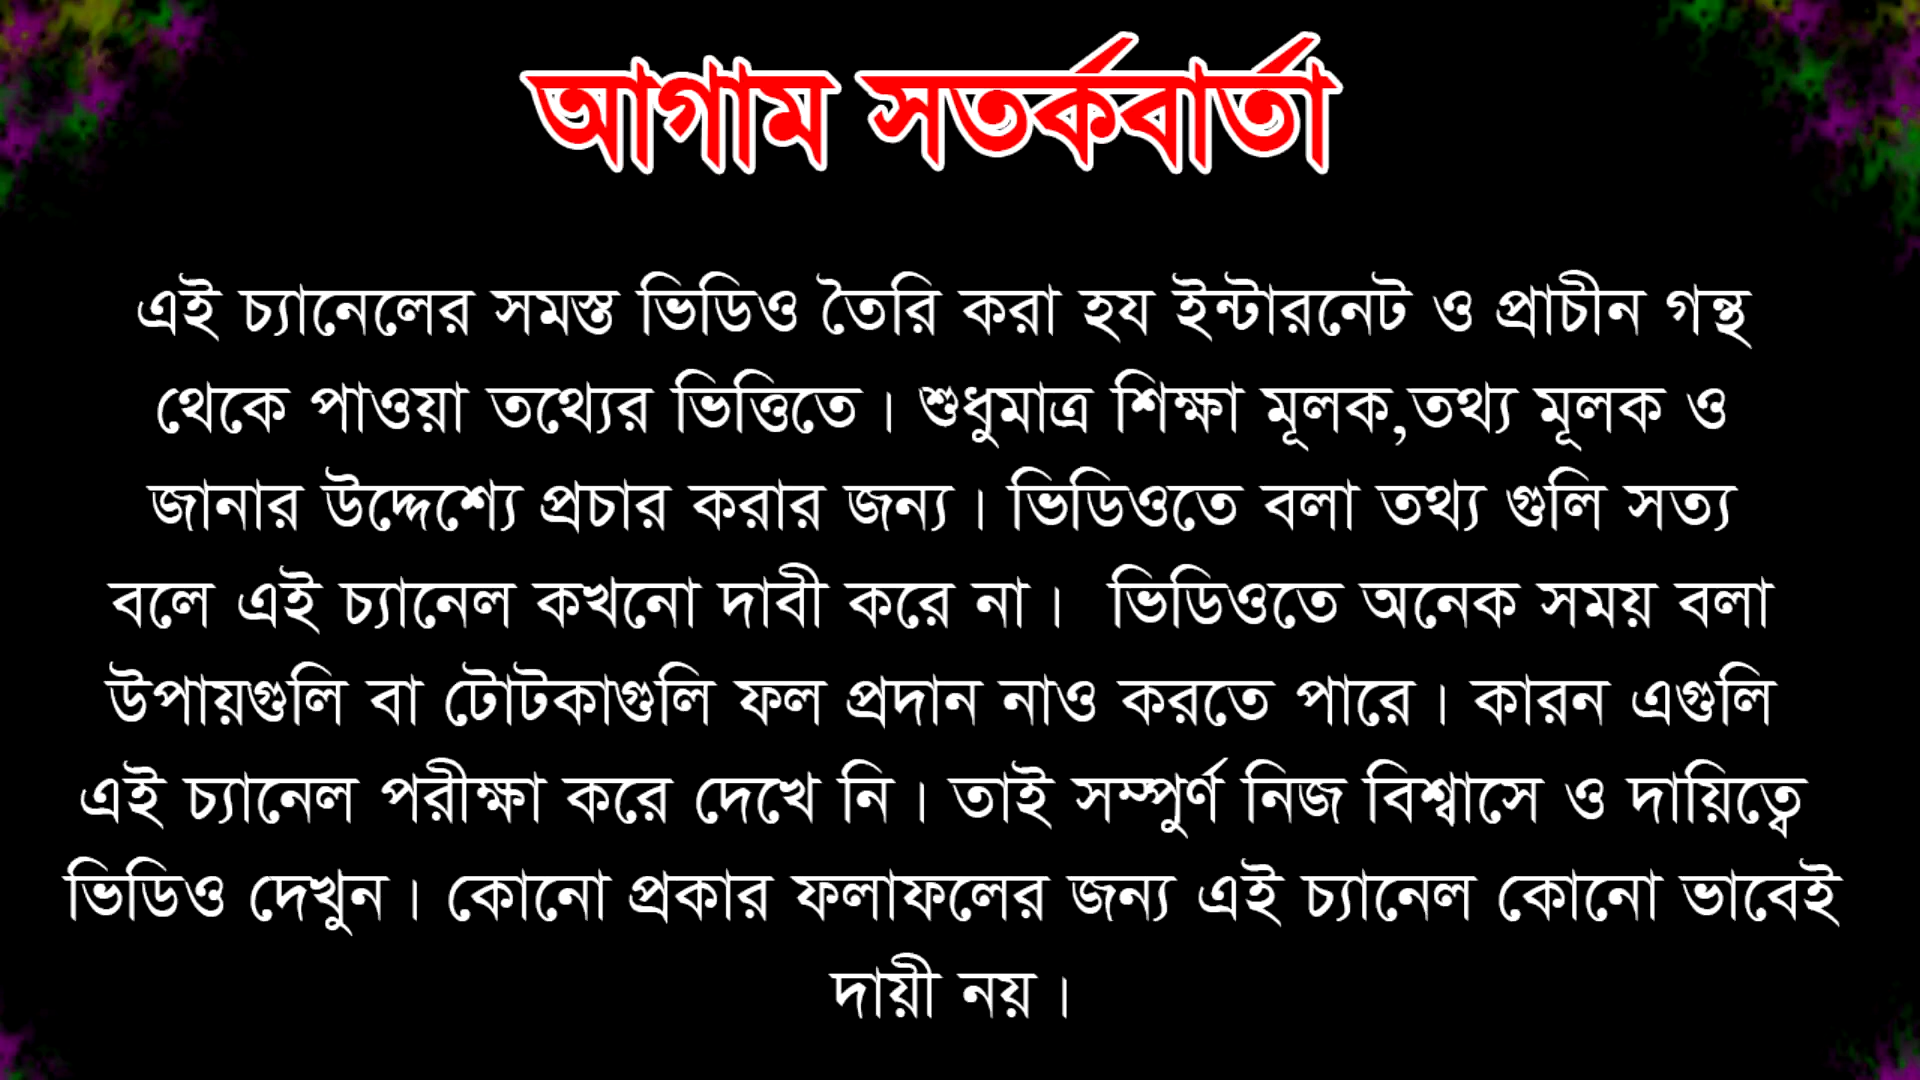 আগাম সতর্কবার্তা
এই চ্যানেলের সমস্ত ভিডিও তৈরি করা হয ইন্টারনেট ও প্রাচীন গন্থ
থেকে পাওয়া তথ্যের ভিত্তিতে। শুধুমাত্র শিক্ষা মূলক,তথ্য মূলক ও
জানার উদ্দেশ্যে প্রচার করার জন্য। ভিডিওতে বলা তথ্য গুলি সত্য
বলে এই চ্যানেল কখনো দাবী করে না। ভিডিওতে অনেক সময় বলা
উপায়গুলি বা টোটকাগুলি ফল প্রদান নাও করতে পারে। কারন এগুলি
এই চ্যানেল পরীক্ষা করে দেখে নি। তাই সম্পুর্ণ নিজ বিশ্বাসে ও দায়িত্বে
ভিডিও দেখুন। কোনো প্রকার ফলাফলের জন্য এই চ্যানেল কোনো ভাবেই
দায়ী নয়।